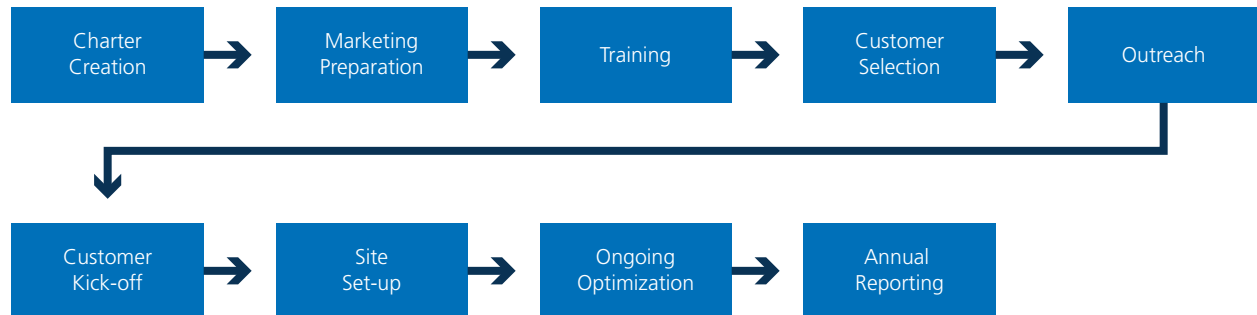 Charter
Creation
Marketing
Preparation
Training
Customer
Selection
Outreach
Customer
Kick-off
Site
Set-up
Ongoing
Optimization
Annual
Reporting